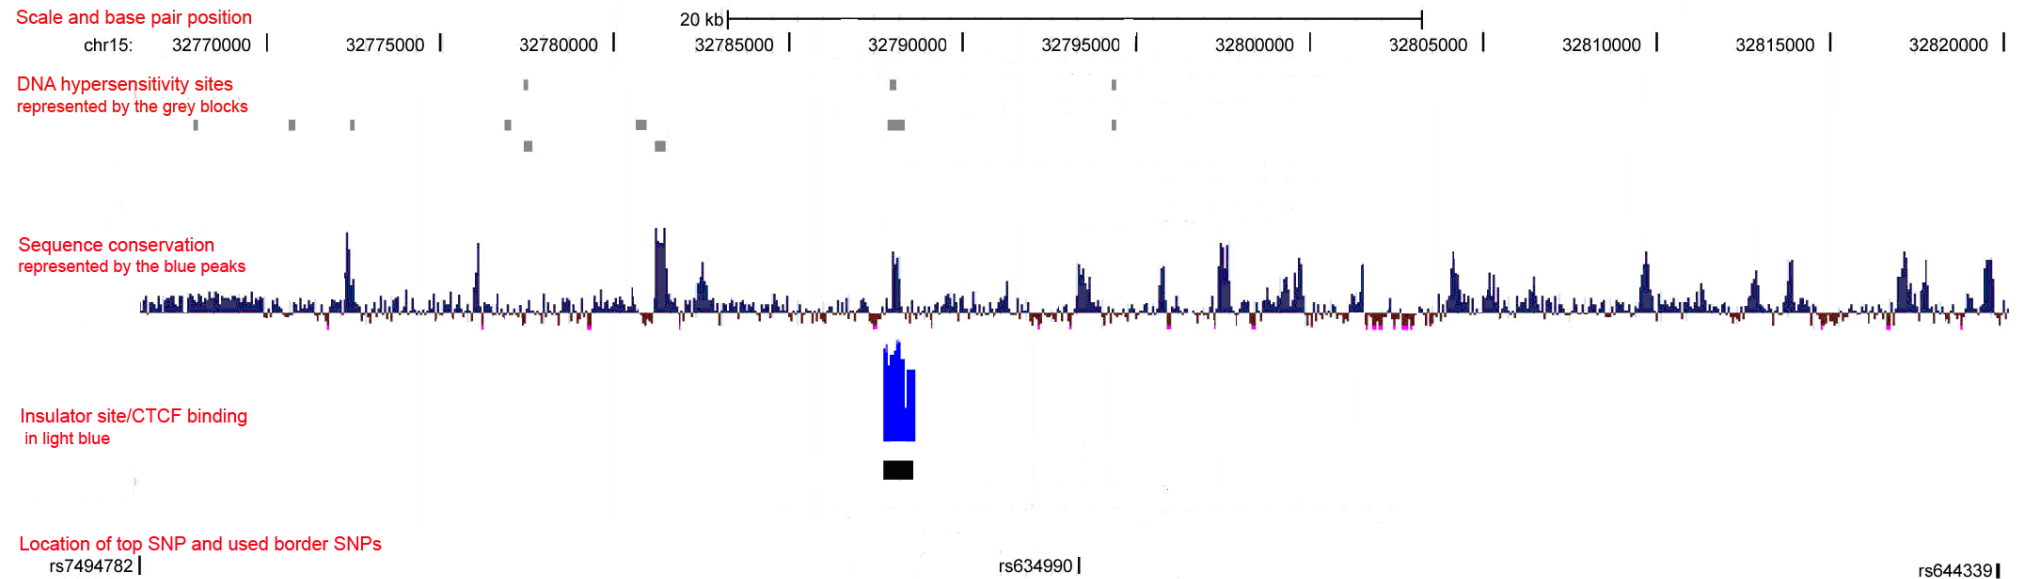 Scale and base pair position
20 kb
chr15: 32770000 32775000 32780000 32785000 32790000 32795000 32800000 32805000 32810000 32815000 32820000
DNA hypersensitivity sites
represented by the grey blocks
Sequence conservation
represented by the blue peaks
Insulator site/CTCF binding
in light blue
Location of top SNP and used border SNPs
rs7494782 rs634990 rs644339